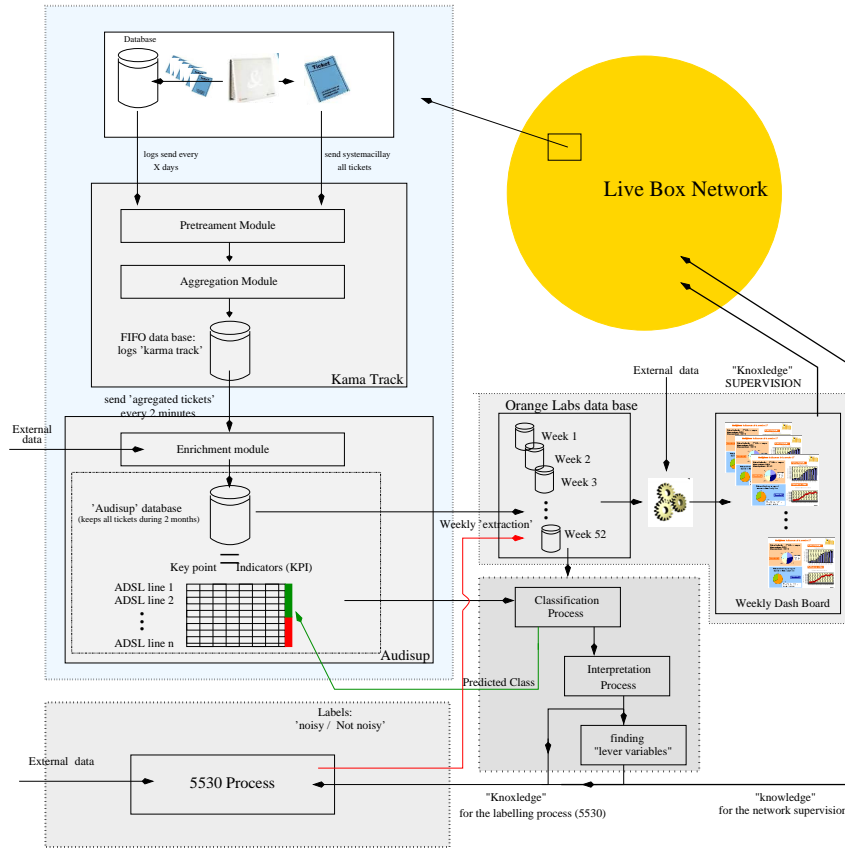 Database
Ticket
logs send every
X days
send systemacillay
all tickets
Live Box Network
Pretreament Module
Aggregation Module
FIFO data base:
logs 'karma track'
Kama Track
send 'agregated tickets'
every 2 minutes
External
data
Enrichment module
'Audisup' database
(keeps all tickets during 2 months)
Key point
Indicators (KPI)
ADSL line 1
ADSL line 2
ADSL line n
Audisup
External data
"Knoxledge"
SUPERVISION
Orange Labs data base
Week 1
Week 2
Week 3
Week 52
Weekly 'extraction'
Weekly Dash Board
Classification
Process
Predicted Class
Interpretation
Process
finding
"lever variables"
Labels:
'noisy / Not noisy'
External data
5530 Process
"Knoxledge"
for the labelling process (5530)
"knowledge"
for the network supervision